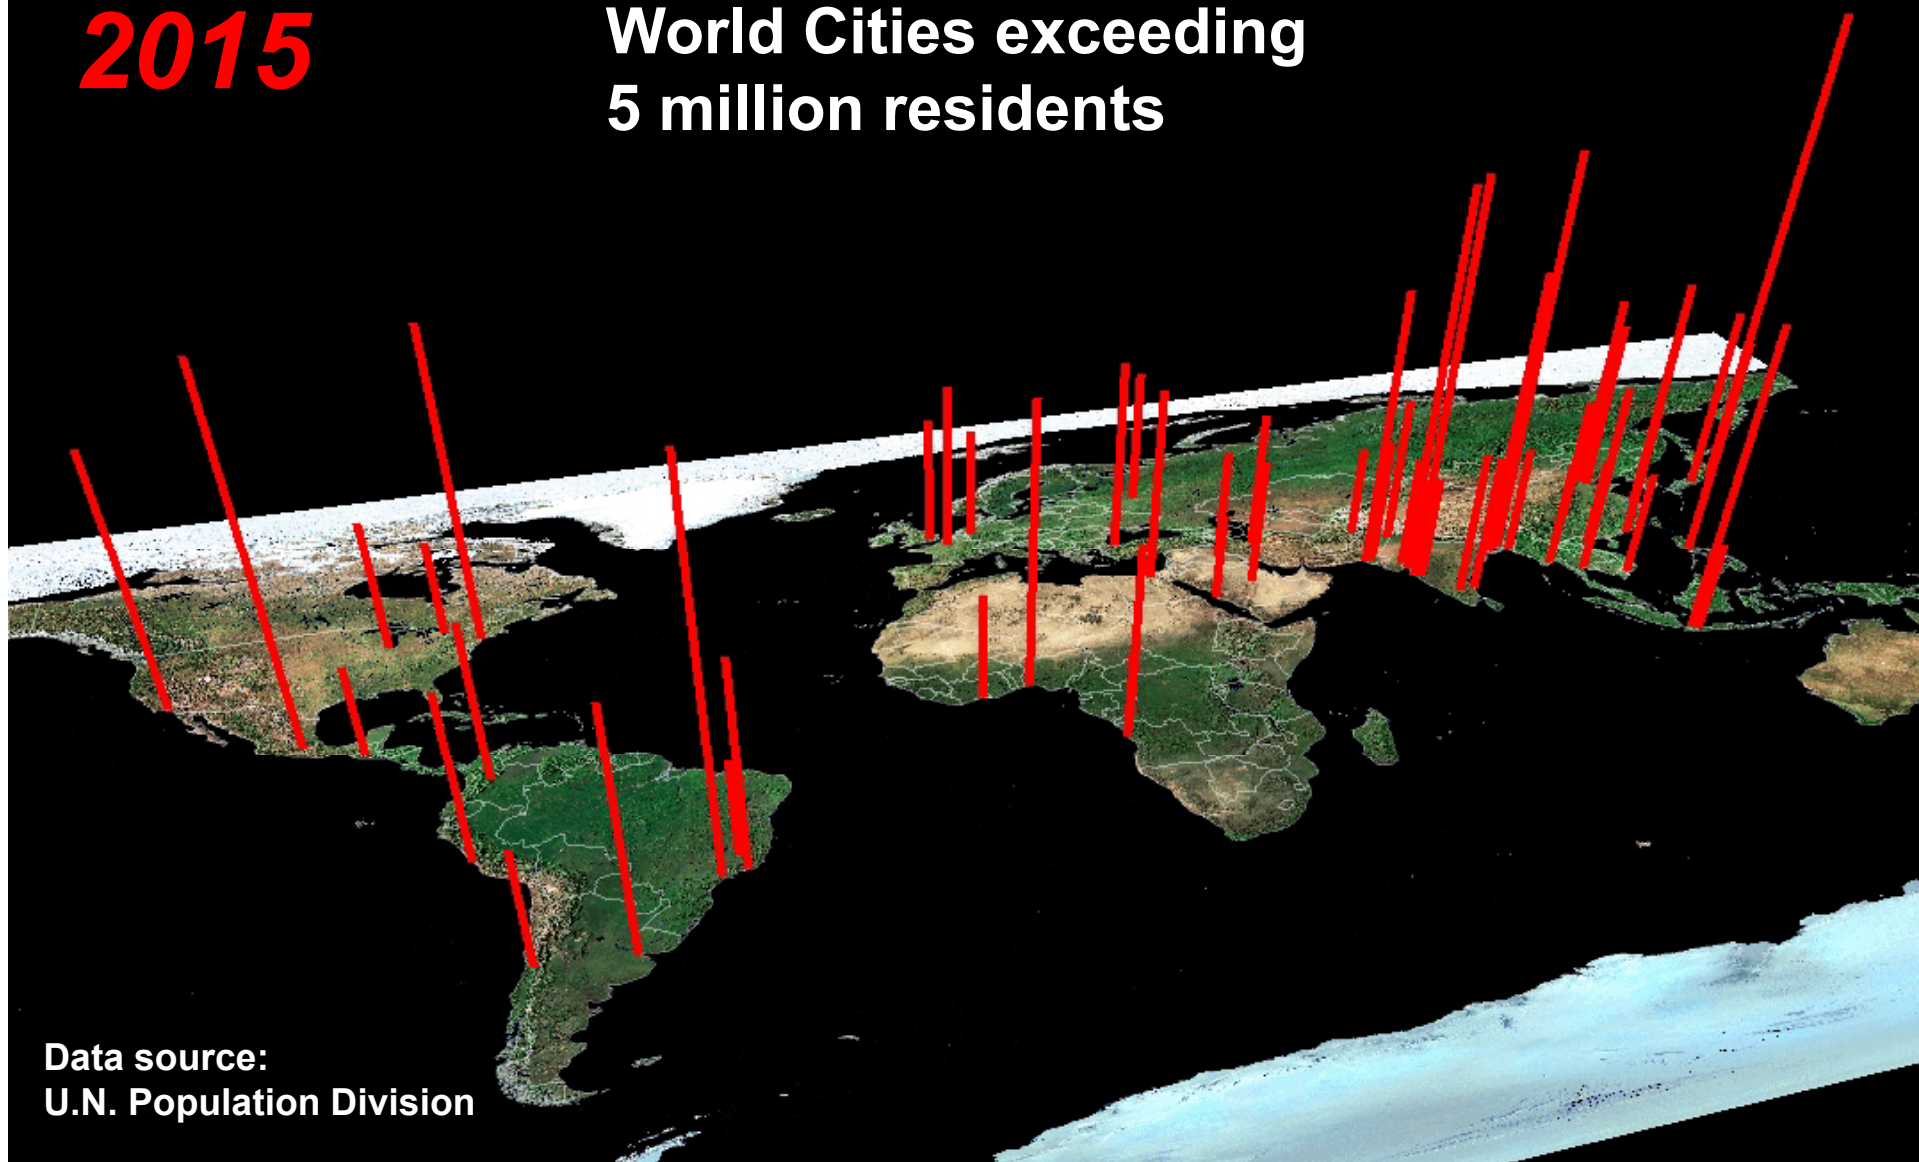 2015
World Cities exceeding
5 million residents
Data source:
U.N. Population Division